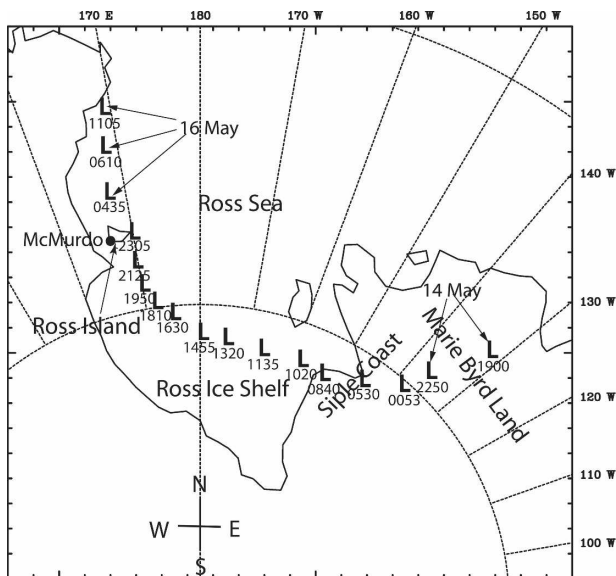 170 E 180 170 W 160 W 150 W
L
1105
16 May
L
0610
140 W
L
0435
Ross Sea
McMurdo
L
2305
L
2125
14 May
L
1950
130 W
L
1810
L
1630
Ross Island
Marie Byrd Land
L
1455
L
1320
L
1135
L
1900
Siple Coast
L
1020
L
0840
L
0530
L
0053
L
2250
Ross Ice Shelf
120 W
110 W
N
W E
S
100 W